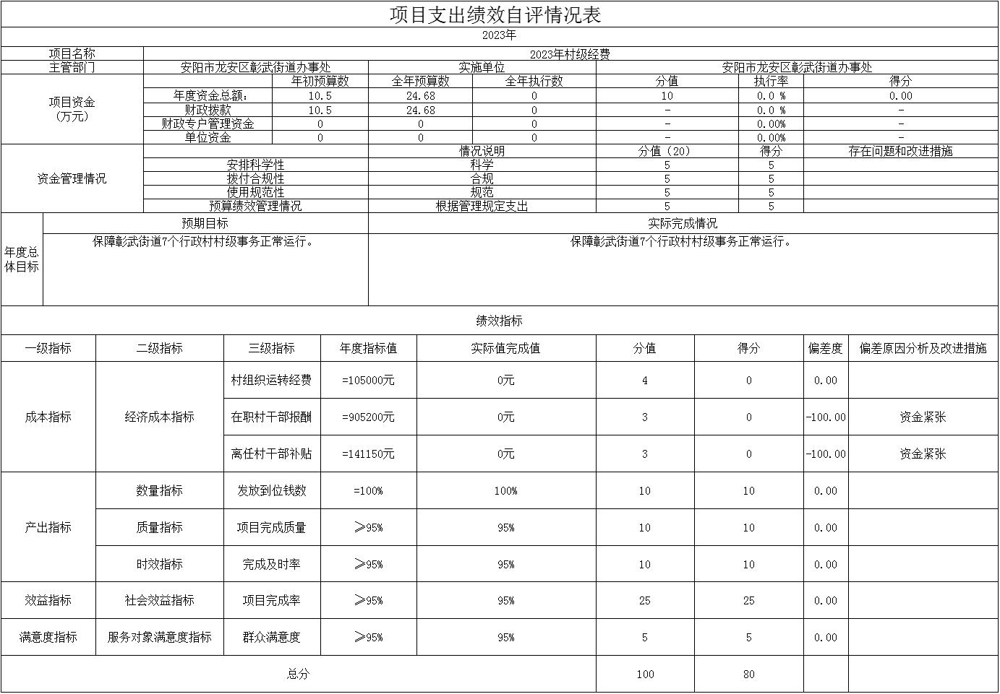 项目支出绩效自评情况表
2023年
项目名称 2023年村级经费
主管部门 安阳市龙安区彰武街道办事处 实施单位 安阳市龙安区彰武街道办事处
项目资金
(万元) 年初预算数 全年预算数 全年执行数 分值 执行率 得分
年度资金总额： 10.5 24.68 0 10 0.0 % 0.00
财政拨款 10.5 24.68 0 - 0.0 % -
财政专户管理资金 0 0 0 - 0.00% -
单位资金 0 0 0 - 0.00% -
资金管理情况 情况说明 分值（20） 得分 存在问题和改进措施
安排科学性 科学 5 5
拨付合规性 合规 5 5
使用规范性 规范 5 5
预算绩效管理情况 根据管理规定支出 5 5
年度总
体目标 预期目标 实际完成情况
保障彰武街道7个行政村村级事务正常运行。 保障彰武街道7个行政村村级事务正常运行。
绩效指标
一级指标 二级指标 三级指标 年度指标值 实际值完成值 分值 得分 偏差度 偏差原因分析及改进措施
成本指标 经济成本指标 村组织运转经费 =105000元 0元 4 0 0.00
在职村干部报酬 =905200元 0元 3 0 -100.00 资金紧张
离任村干部补贴 =141150元 0元 3 0 -100.00 资金紧张
产出指标 数量指标 发放到位钱数 =100% 100% 10 10 0.00
质量指标 项目完成质量 ≥95% 95% 10 10 0.00
时效指标 完成及时率 ≥95% 95% 10 10 0.00
效益指标 社会效益指标 项目完成率 ≥95% 95% 25 25 0.00
满意度指标 服务对象满意度指标 群众满意度 ≥95% 95% 5 5 0.00
总分 100 80